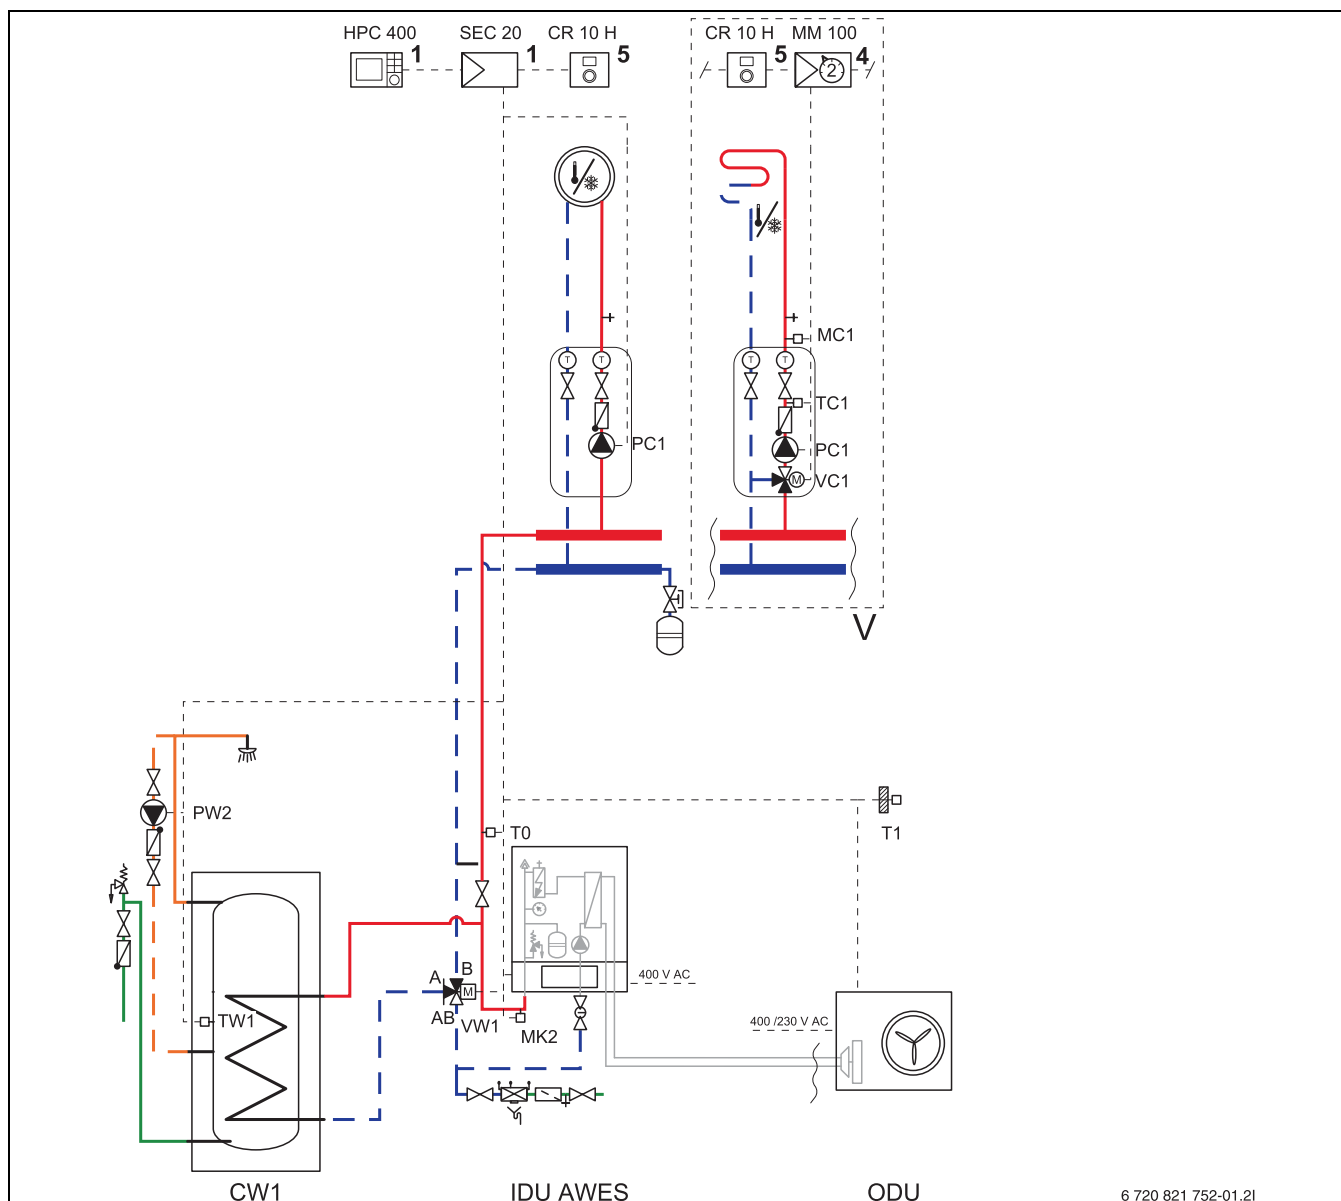 HPC 400 1
SEC 20 1
CR 10 H 5
CR 10 H 5
MM 100 4
2
MC1
T T
T T
TC1
PC1
PC1
M VC1
V
PW2
T0
T1
A B
M
400 V AC
AB VW1
TW1
MK2
400 /230 V AC
CW1
IDU AWES
ODU
6 720 821 752-01.2I